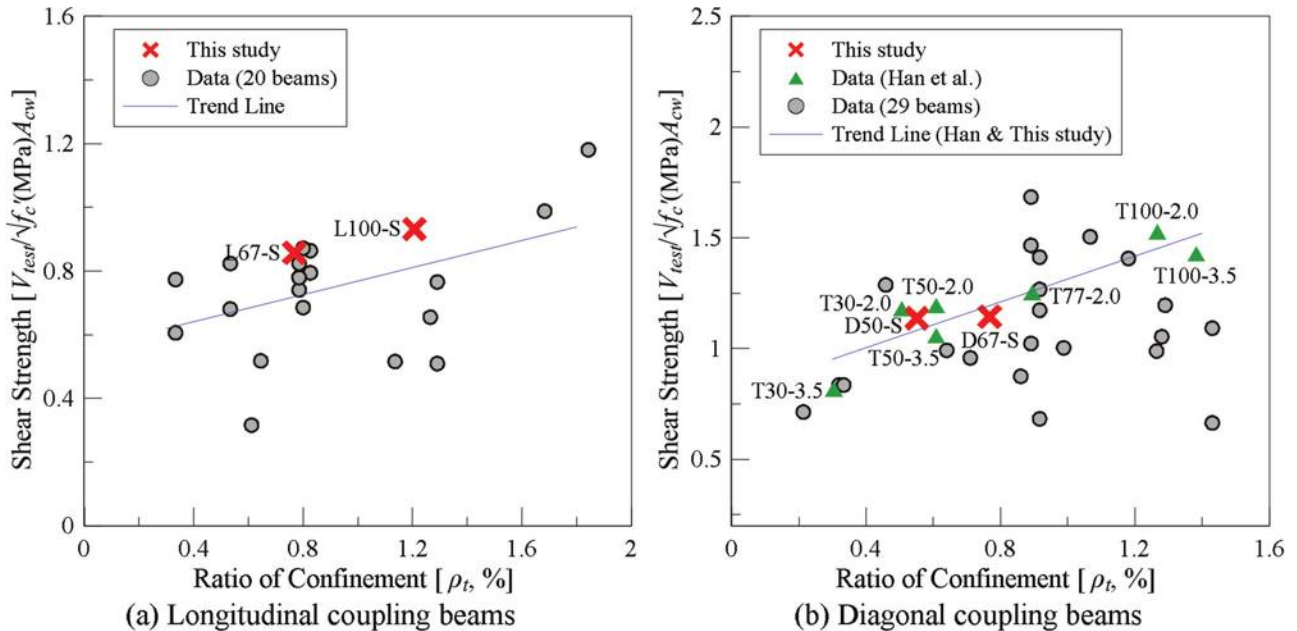 This study
Data (20 beams)
Trend Line
L67-S
L100-S
1.6
1.2
0.8
0.4
0
0
0.4
0.8
1.2
1.6
2
Shear Strength [ V_test/√f_c'(MPa)A_cw]
Ratio of Confinement [ ρ_t, %]
(a) Longitudinal coupling beams
This study
Data (Han et al.)
Data (29 beams)
Trend Line (Han & This study)
T100-2.0
T100-3.5
T50-2.0
T30-2.0
T77-2.0
D50-S
D67-S
T50-3.5
T30-3.5
2.5
2
1.5
1
0.5
0
0.4
0.8
1.2
1.6
Shear Strength [ V_test/√f_c'(MPa)A_cw]
Ratio of Confinement [ ρ_t, %]
(b) Diagonal coupling beams